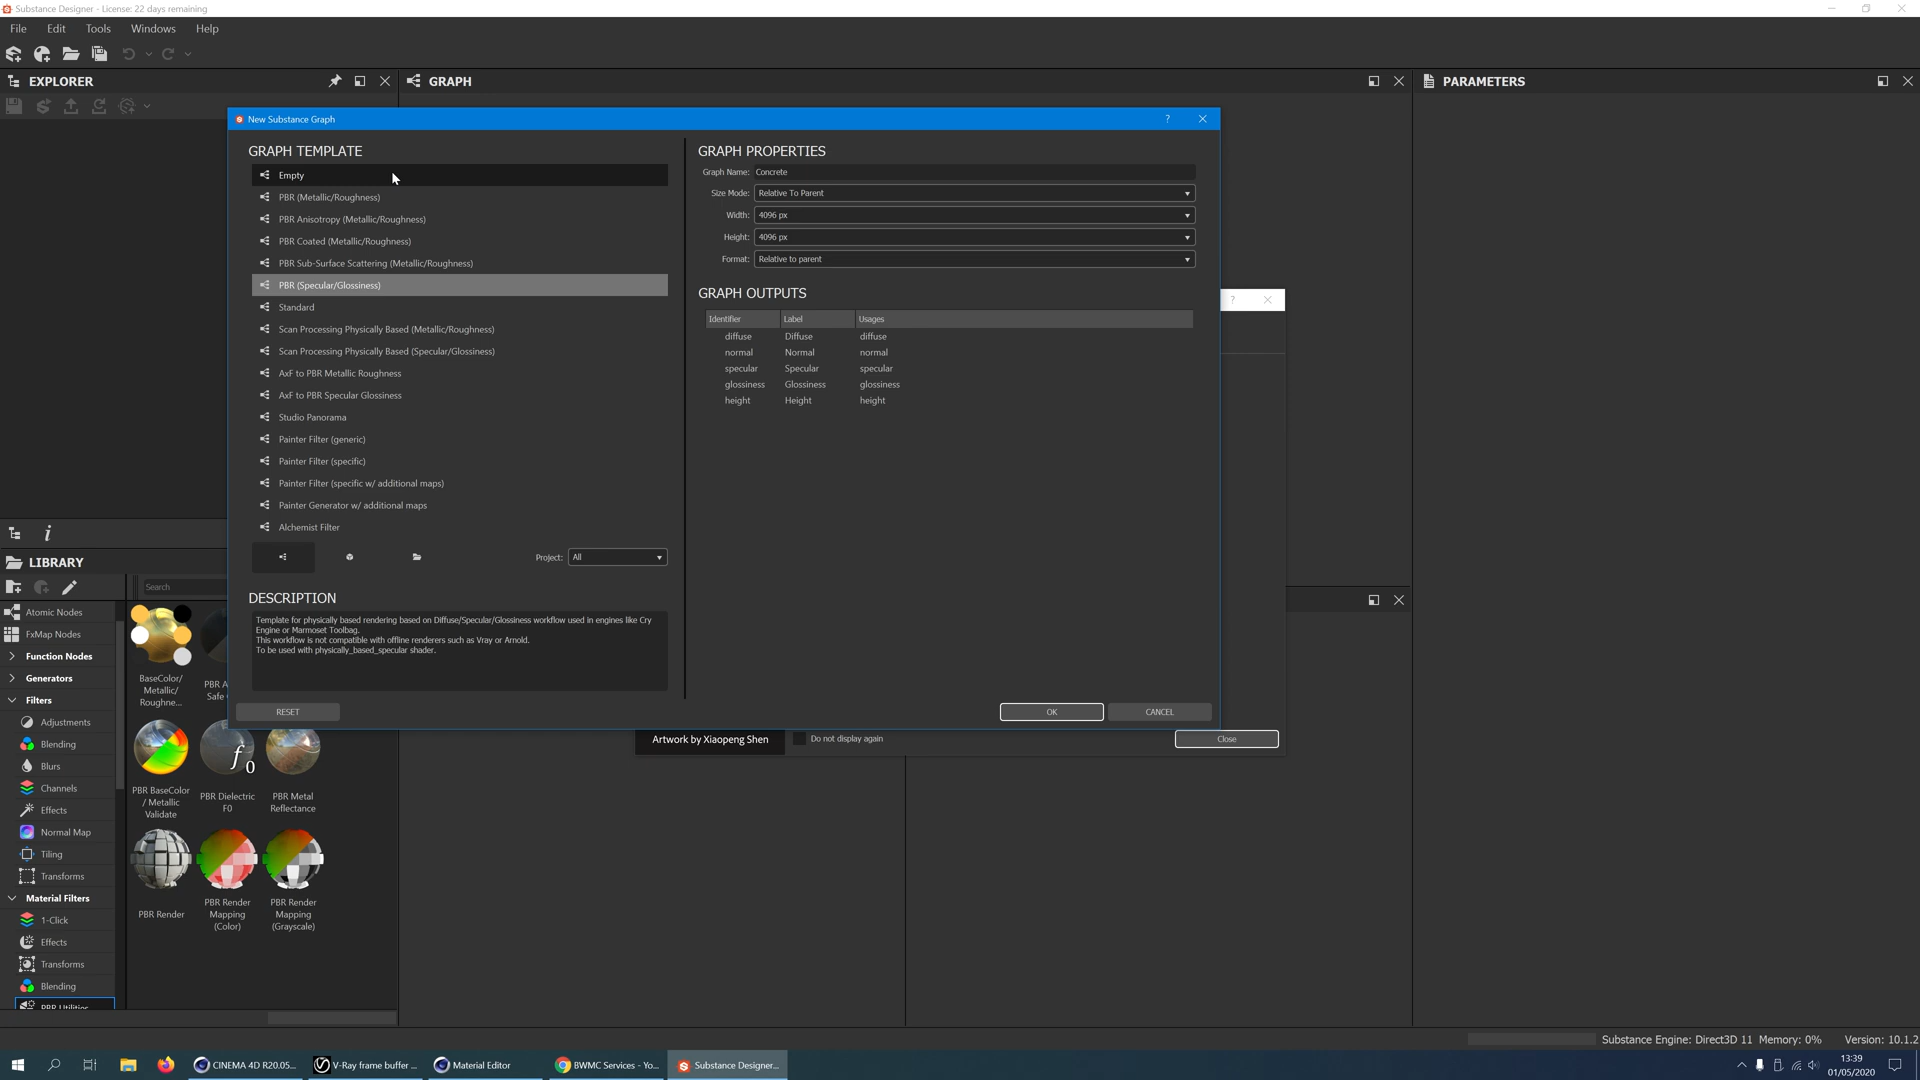 Substance Designer - License: 22 days remaining
File Edit Tools Windows Help
EXPLORER
GRAPH
PARAMETERS
New Substance Graph
?
GRAPH TEMPLATE
Empty
PBR (Metallic/Roughness)
PBR Anisotropy (Metallic/Roughness)
PBR Coated (Metallic/Roughness)
PBR Sub-Surface Scattering (Metallic/Roughness)
PBR (Specular/Glossiness)
Standard
Scan Processing Physically Based (Metallic/Roughness)
Scan Processing Physically Based (Specular/Glossiness)
AxF to PBR Metallic Roughness
AxF to PBR Specular Glossiness
Studio Panorama
Painter Filter (generic)
Painter Filter (specific)
Painter Filter (specific w/ additional maps)
Painter Generator w/ additional maps
Alchemist Filter
Project: All
DESCRIPTION
Template for physically based rendering based on Diffuse/Specular/Glossiness workflow used in engines like Cry
Engine or Marmoset Toolbag.
This workflow is not compatible with offline renderers such as Vray or Arnold.
To be used with physically_based_specular shader.
RESET
GRAPH PROPERTIES
Graph Name: Concrete
Size Mode: Relative To Parent
Width: 4096 px
Height: 4096 px
Format: Relative to parent
GRAPH OUTPUTS
Identifier Label Usages
diffuse Diffuse diffuse
normal Normal normal
specular Specular specular
glossiness Glossiness glossiness
height Height height
OK CANCEL
?
Artwork by Xiaopeng Shen
Do not display again
Close
LIBRARY
Search
Atomic Nodes
FxMap Nodes
Function Nodes
Generators
Filters
Adjustments
Blending
Blurs
Channels
Effects
Normal Map
Tiling
Transforms
Material Filters
1-Click
Effects
Transforms
Blending
PBR Utilities
BaseColor/
Metallic/
Roughne...
PBR A
Safe
PBR BaseColor
/ Metallic
Validate
PBR Dielectric
F0
PBR Metal
Reflectance
PBR Render
PBR Render
Mapping
(Color)
PBR Render
Mapping
(Grayscale)
Substance Engine: Direct3D 11 Memory: 0% Version: 10.1.2
CINEMA 4D R20.05...
V-Ray frame buffer ...
Material Editor
BWMC Services - Yo...
Substance Designer...
13:39
01/05/2020